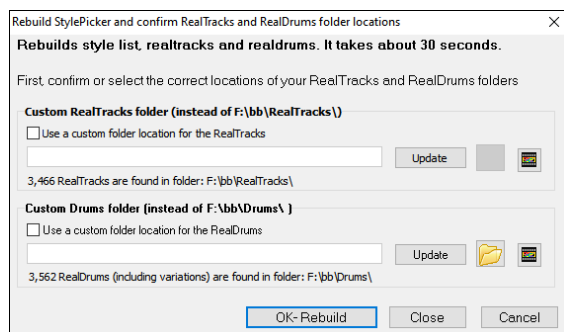 Rebuild StylePicker and confirm RealTracks and RealDrums folder locations
Rebuilds style list, realtracks and realdrums. It takes about 30 seconds.
First, confirm or select the correct locations of your RealTracks and RealDrums folders
Custom RealTracks folder (instead of F:\bb\RealTracks\)
Use a custom folder location for the RealTracks
Update
3,466 RealTracks are found in folder: F:\bb\RealTracks\
Custom Drums folder (instead of F:\bb\Drums\ )
Use a custom folder location for the RealDrums
Update
3,562 RealDrums (including variations) are found in folder: F:\bb\Drums\
OK- Rebuild Close Cancel